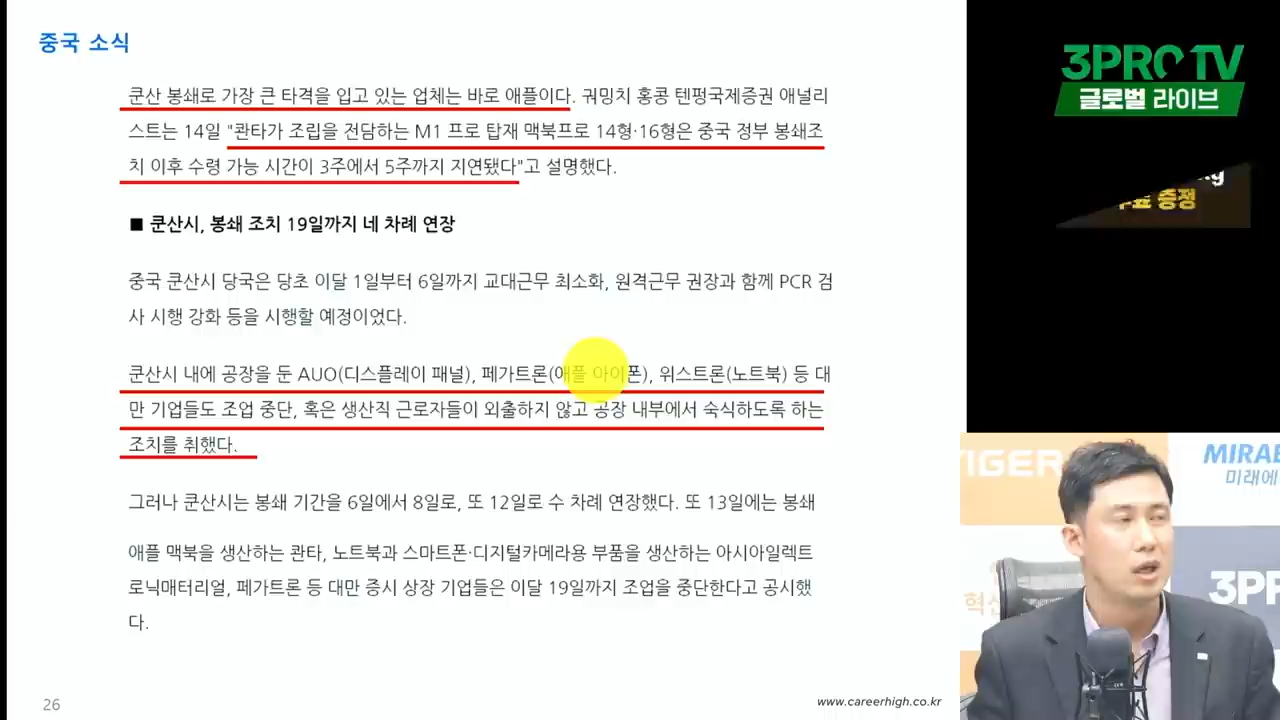 중국 소식
쿤산 봉쇄로 가장 큰 타격을 입고 있는 업체는 바로 애플이다. 궈밍치 홍콩 텐펑국제증권 애널리
스트는 14일 "콴타가 조립을 전담하는 M1 프로 탑재 맥북프로 14형·16형은 중국 정부 봉쇄조
치 이후 수령 가능 시간이 3주에서 5주까지 지연됐다"고 설명했다.
■ 쿤산시, 봉쇄 조치 19일까지 네 차례 연장
중국 쿤산시 당국은 당초 이달 1일부터 6일까지 교대근무 최소화, 원격근무 권장과 함께 PCR 검
사 시행 강화 등을 시행할 예정이었다.
쿤산시 내에 공장을 둔 AUO(디스플레이 패널), 페가트론(애플 아이폰), 위스트론(노트북) 등 대
만 기업들도 조업 중단, 혹은 생산직 근로자들이 외출하지 않고 공장 내부에서 숙식하도록 하는
조치를 취했다.
그러나 쿤산시는 봉쇄 기간을 6일에서 8일로, 또 12일로 수 차례 연장했다. 또 13일에는 봉쇄
애플 맥북을 생산하는 콴타, 노트북과 스마트폰·디지털카메라용 부품을 생산하는 아시아일렉트
로닉매터리얼, 페가트론 등 대만 증시 상장 기업들은 이달 19일까지 조업을 중단한다고 공시했
다.
26
www.careerhigh.co.kr
3PRO TV
글로벌 라이브
증정
TIGER
MIRAE
미래에
혁신
3PR